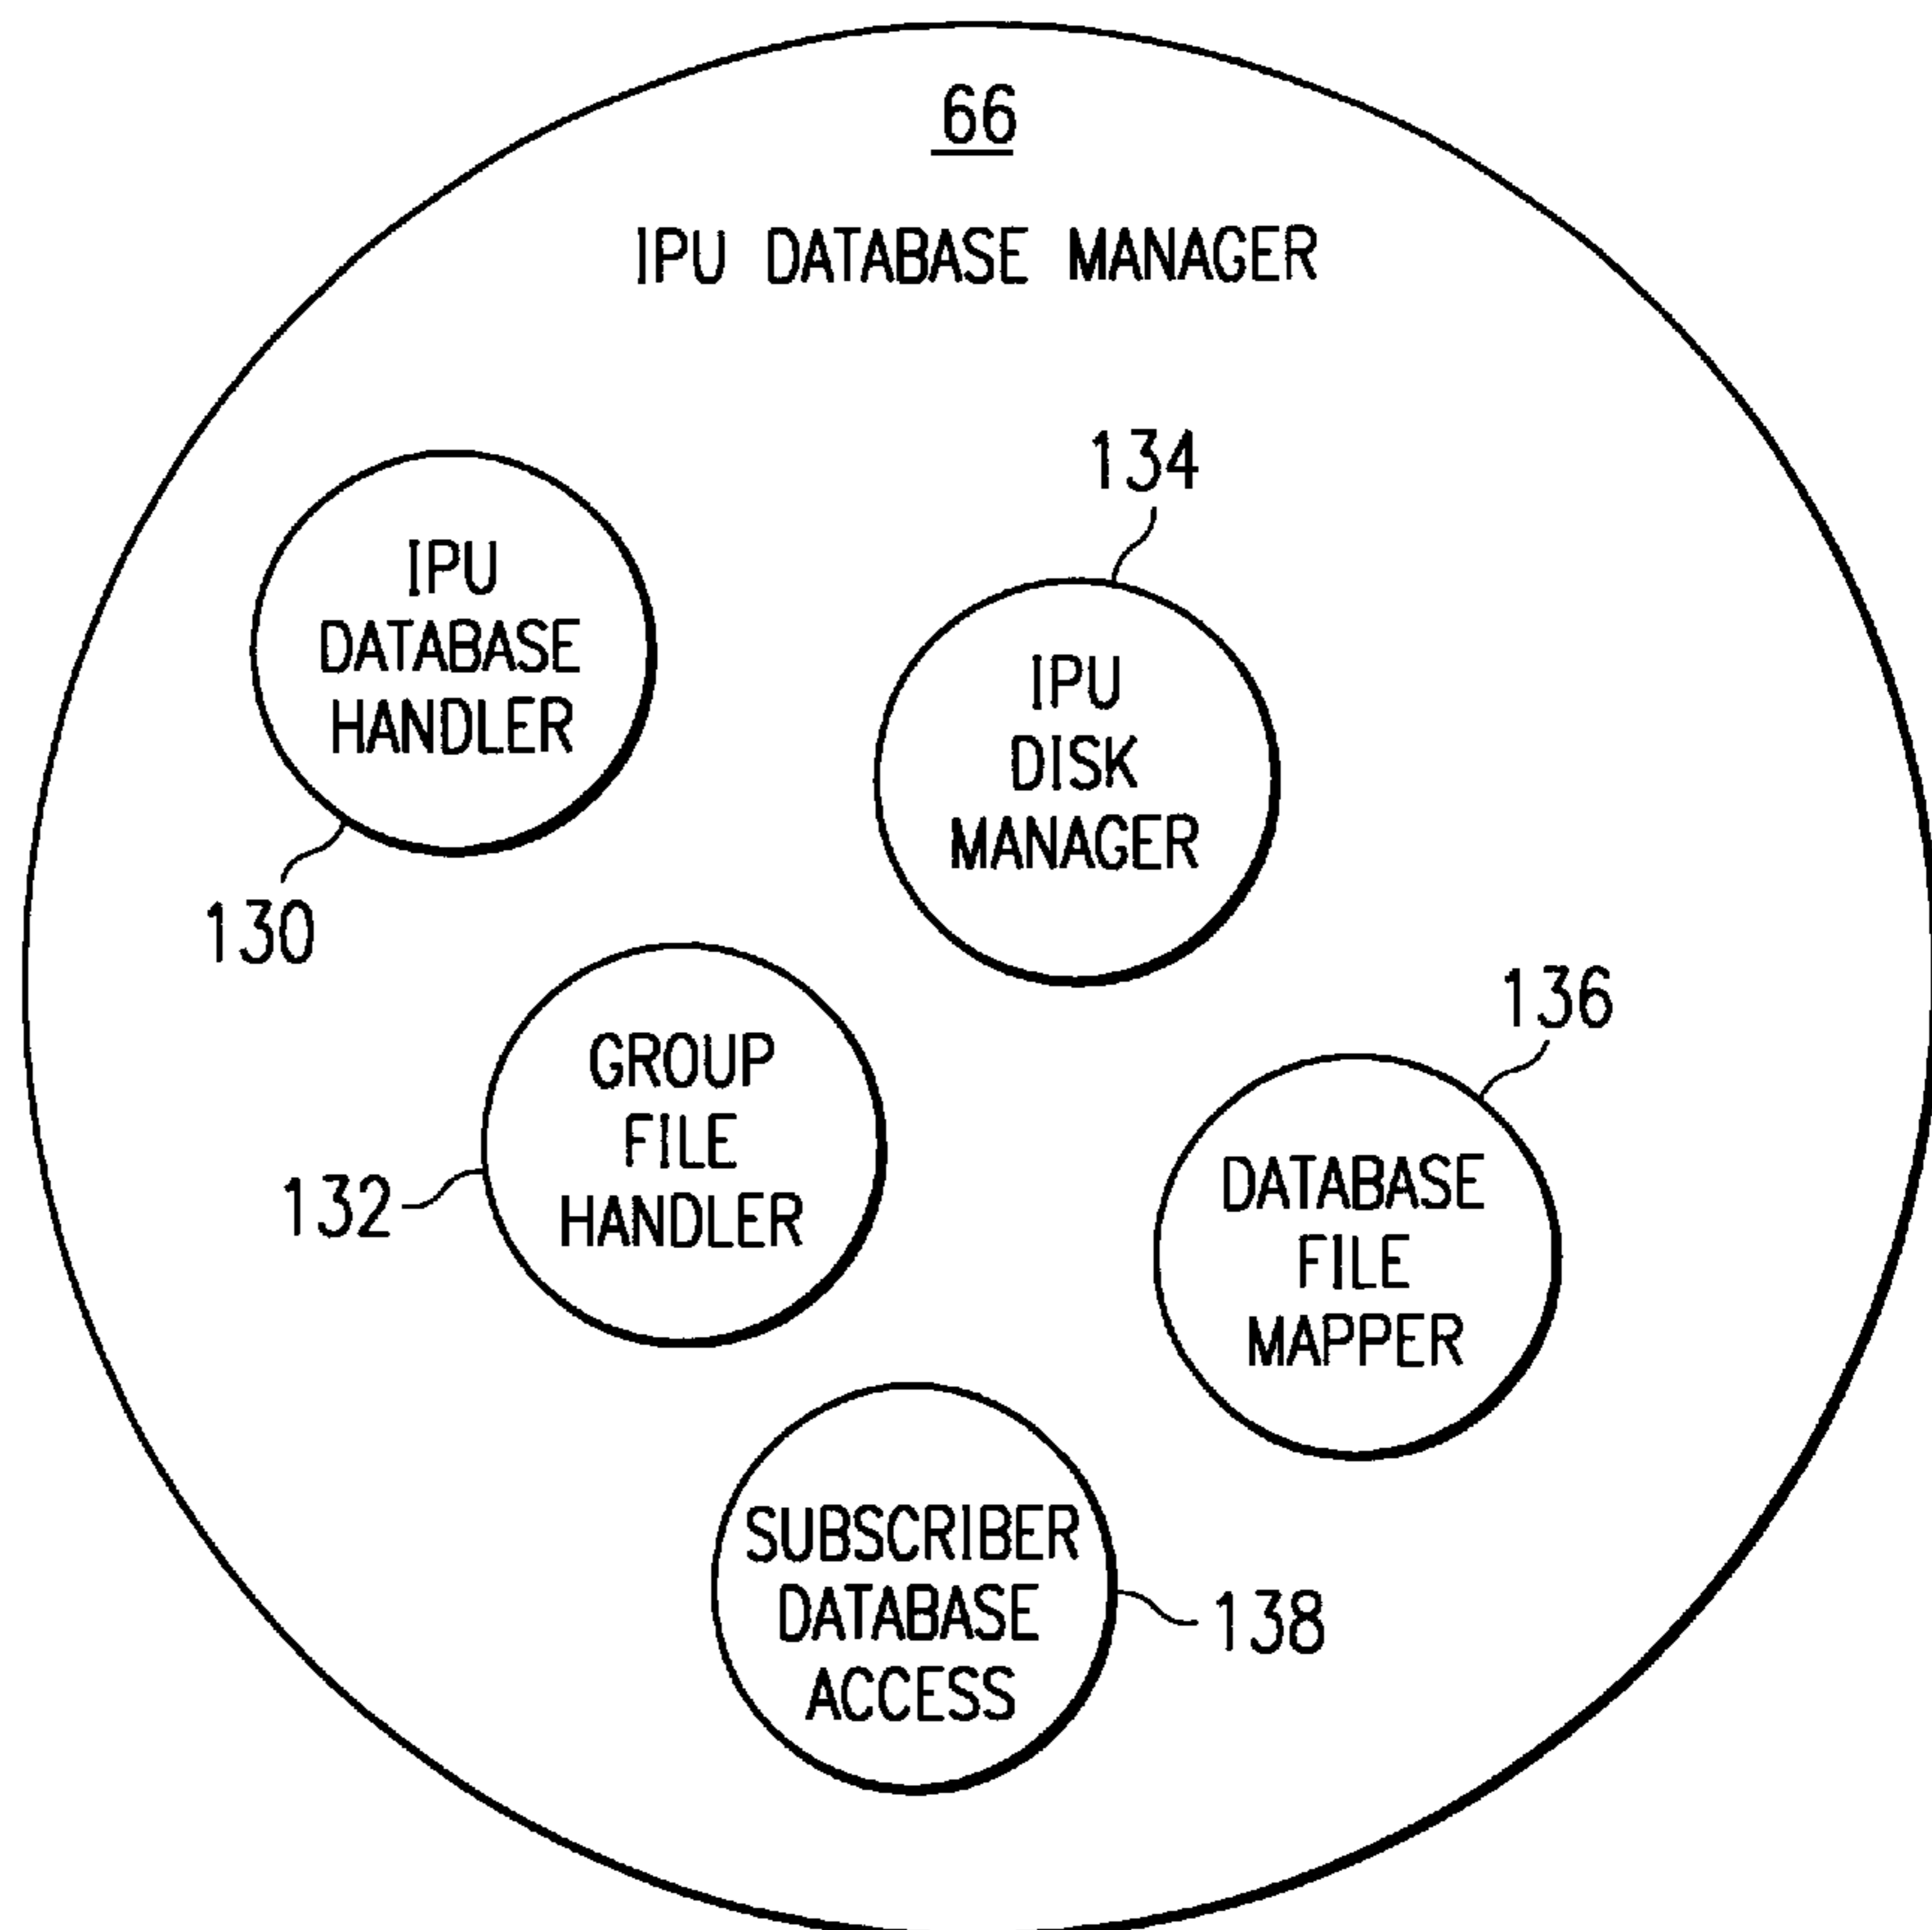 66
IPU DATABASE MANAGER
134
IPU
DATABASE
HANDLER
IPU
DISK
MANAGER
130
136
GROUP
FILE
HANDLER
132
DATABASE
FILE
MAPPER
SUBSCRIBER
DATABASE
ACCESS
138